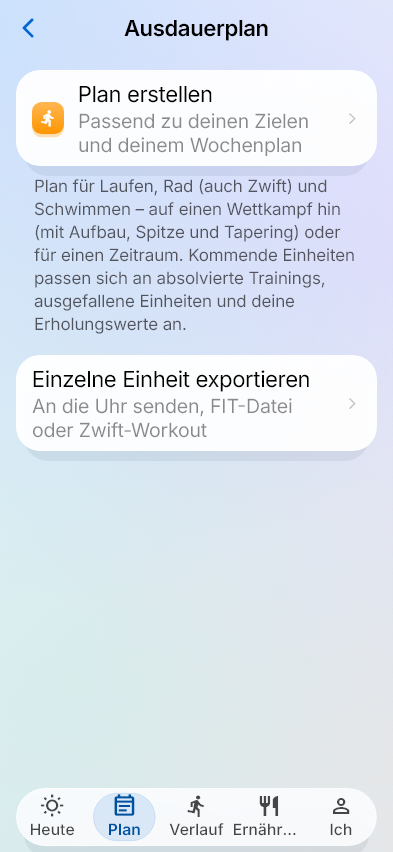 Ausdauerplan
Plan erstellen
Passend zu deinen Zielen
und deinem Wochenplan
Plan für Laufen, Rad (auch Zwift) und
Schwimmen – auf einen Wettkampf hin
(mit Aufbau, Spitze und Tapering) oder
für einen Zeitraum. Kommende Einheiten
passen sich an absolvierte Trainings,
ausgefallene Einheiten und deine
Erholungswerte an.
Einzelne Einheit exportieren
An die Uhr senden, FIT-Datei
oder Zwift-Workout
Heute Plan Verlauf Ernähr... Ich